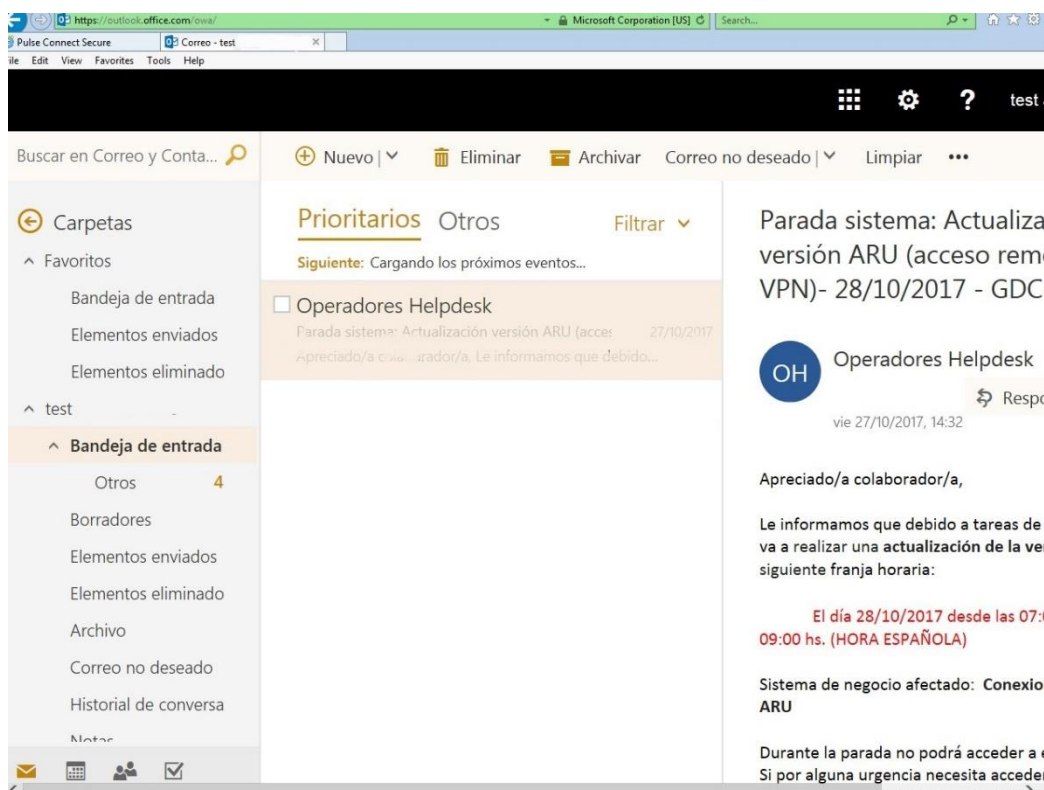 https://outlook.office.com/owa/
Microsoft Corporation [US]
Search...
Pulse Connect Secure
Correo - test
File Edit View Favorites Tools Help
test
Buscar en Correo y Conta...
Nuevo
Eliminar
Archivar
Correo no deseado
Limpiar
Carpetas
Favoritos
Bandeja de entrada
Elementos enviados
Elementos eliminado
test
Bandeja de entrada
Otros 4
Borradores
Elementos enviados
Elementos eliminado
Archivo
Correo no deseado
Historial de conversa
Notas
Prioritarios Otros Filtrar
Siguiente: Cargando los próximos eventos...
Operadores Helpdesk
Parada sistema: Actualización versión ARU (acces 27/10/2017
Apreciado/a colaborador/a, Le informamos que debido...
Parada sistema: Actualiza
versión ARU (acceso rem
VPN)- 28/10/2017 - GDC
OH
Operadores Helpdesk
Respo
vie 27/10/2017, 14:32
Apreciado/a colaborador/a,
Le informamos que debido a tareas de
va a realizar una actualización de la ve
siguiente franja horaria:
El día 28/10/2017 desde las 07:0
09:00 hs. (HORA ESPAÑOLA)
Sistema de negocio afectado: Conexio
ARU
Durante la parada no podrá acceder a e
Si por alguna urgencia necesita acceder